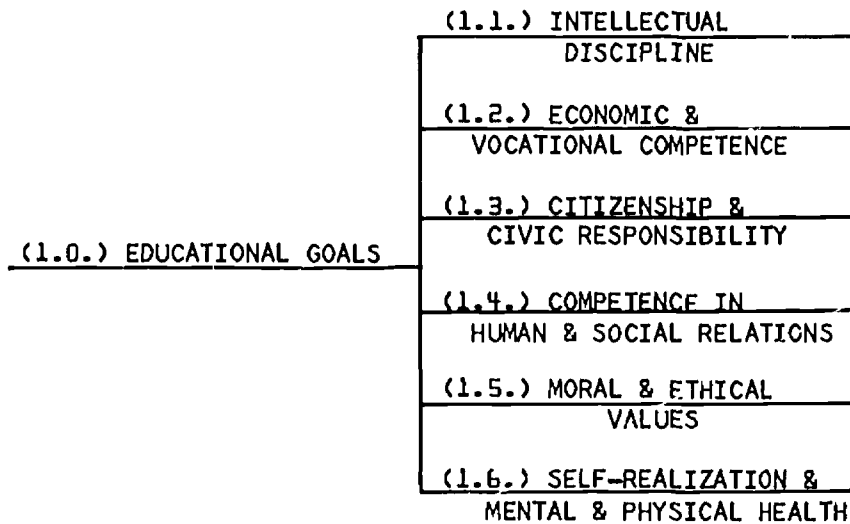 (1.1.) INTELLECTUAL
DISCIPLINE
(1.2.) ECONOMIC &
VOCATIONAL COMPETENCE
(1.3.) CITIZENSHIP &
CIVIC RESPONSIBILITY
(1.0.) EDUCATIONAL GOALS
(1.4.) COMPETENCE IN
HUMAN & SOCIAL RELATIONS
(1.5.) MORAL & ETHICAL
VALUES
(1.6.) SELF-REALIZATION &
MENTAL & PHYSICAL HEALTH